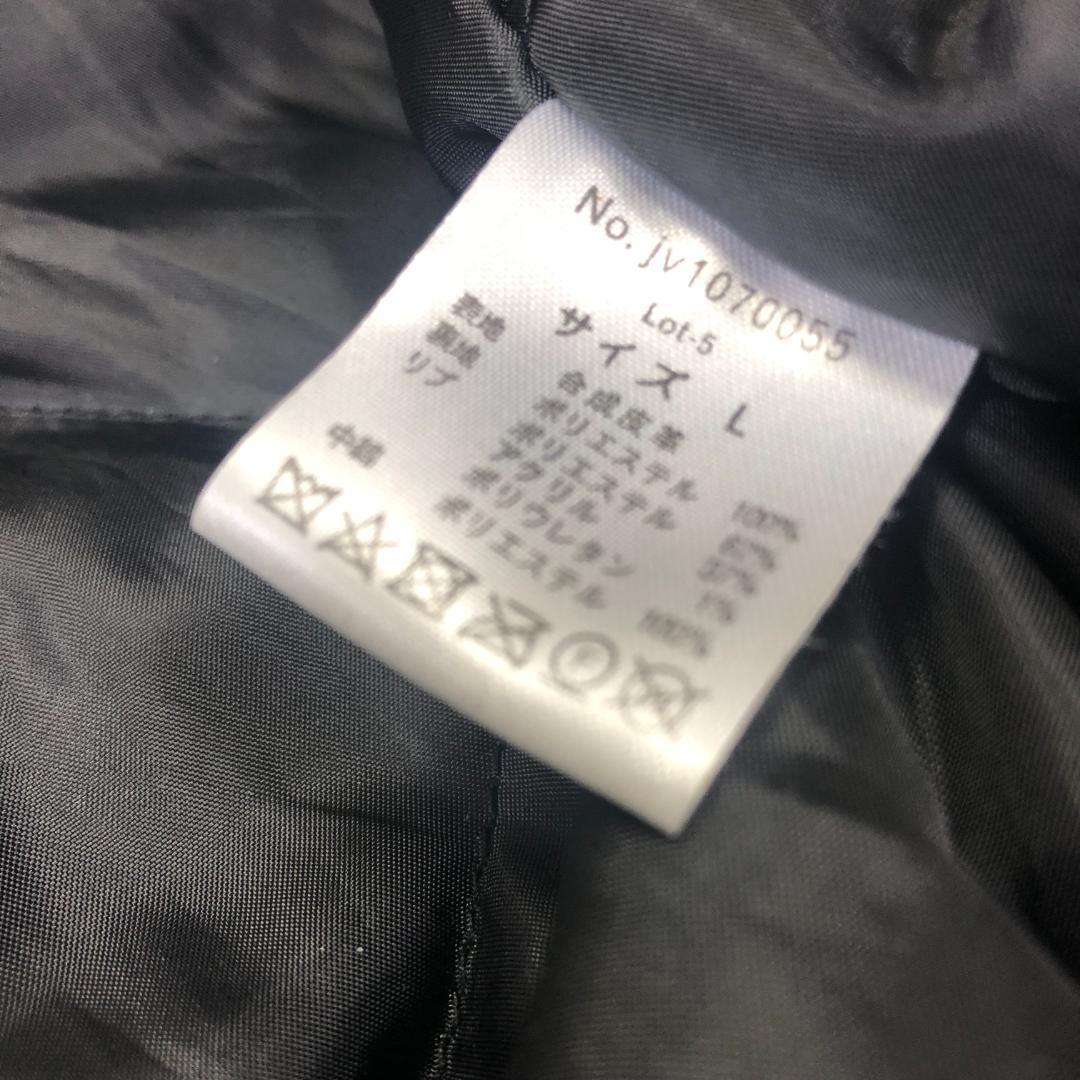 No. jv1070055
Lot-5
サイズ L
表地 合成皮革
裏地 ポリエステル 100%
リブ ポリエステル
アクリル
ポリウレタン 1%
中綿 ポリエステル 100%